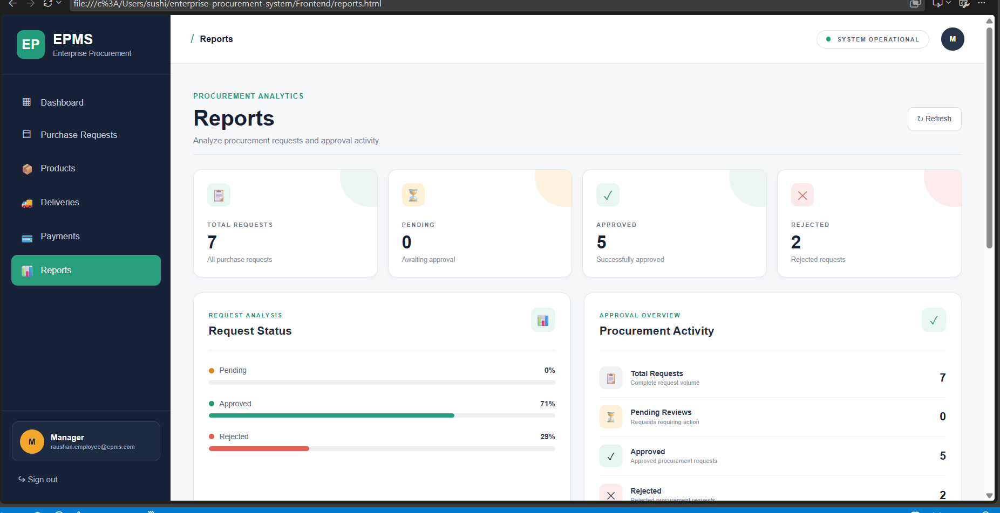 file:///c%3A/Users/sushi/enterprise-procurement-system/Frontend/reports.html
EP
EPMS
Enterprise Procurement
Dashboard
Purchase Requests
Products
Deliveries
Payments
Reports
M
Manager
raushan.employee@epms.com
↪ Sign out
/ Reports
SYSTEM OPERATIONAL
M
PROCUREMENT ANALYTICS
Reports
Analyze procurement requests and approval activity.
↻ Refresh
TOTAL REQUESTS
7
All purchase requests
PENDING
0
Awaiting approval
APPROVED
5
Successfully approved
REJECTED
2
Rejected requests
REQUEST ANALYSIS
Request Status
Pending 0%
Approved 71%
Rejected 29%
APPROVAL OVERVIEW
Procurement Activity
Total Requests
Complete request volume
7
Pending Reviews
Requests requiring action
0
Approved
Approved procurement requests
5
Rejected
Rejected procurement requests
2